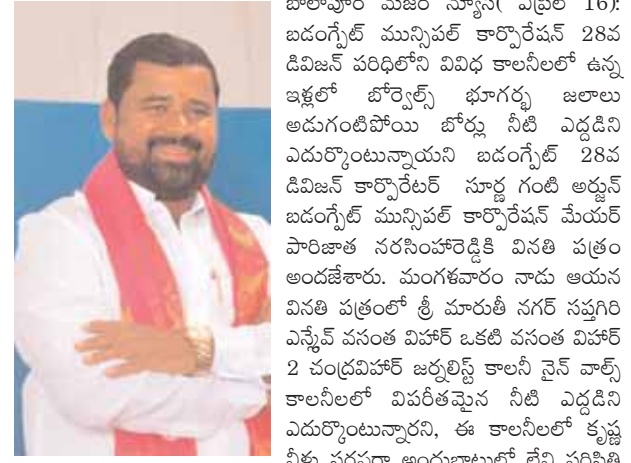 బాలాపూర్ మేజర్ న్యూస్( ఏప్రిల్ 16):
బడంగ్పేట్ మున్సిపల్ కార్పొరేషన్ 28వ
డివిజన్ పరిధిలోని వివిధ కాలనీలలో ఉన్న
ఇళ్లలో బోర్వెల్స్ భూగర్భ జలాలు
అడుగంటిపోయి బోర్లు నీటి ఎద్దడిని
ఎదుర్కొంటున్నాయని బడంగ్పేట్ 28వ
డివిజన్ కార్పొరేటర్ సూర్ణ గంటి అర్జున్
బడంగ్పేట్ మున్సిపల్ కార్పొరేషన్ మేయర్
పారిజాత నరసింహారెడ్డికి వినతి పత్రం
అందజేశారు. మంగళవారం నాడు ఆయన
వినతి పత్రంలో శ్రీ మారుతీ నగర్ సప్తగిరి
ఎన్క్లేవ్ వసంత విహార్ ఒకటి వసంత విహార్
2 చంద్రవిహార్ జర్నలిస్ట్ కాలనీ నైన్ వాల్స్
కాలనీలలో విపరీతమైన నీటి ఎద్దడిని
ఎదుర్కొంటున్నారని, ఈ కాలనీలలో కృష్ణ
నీళ్లు సరఫరా అందుబాటులో లేని పరిస్థితి